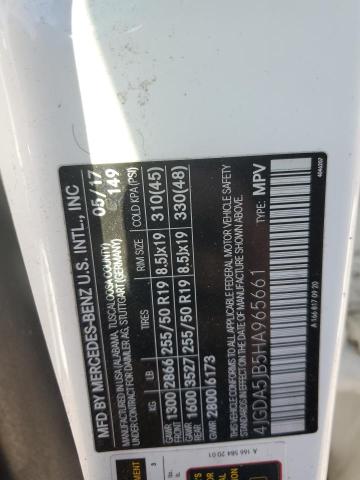 MFD BY MERCEDES-BENZ U.S. INTL., INC
05/17
149
MANUFACTURED IN USA (ALABAMA, TUSCALOOSA COUNTY)
UNDER CONTRACT FOR DAIMLER AG, STUTTGART (GERMANY)
KG LB TIRES RIM SIZE COLD KPA (PSI)
GAWR 1300 2866 255/50 R19 8.5Jx19 310(45)
GAWR 1600 3527 255/50 R19 8.5Jx19 330(48)
GVWR 2800 6173
THIS VEHICLE CONFORMS TO ALL APPLICABLE FEDERAL MOTOR VEHICLE SAFETY
STANDARDS IN EFFECT ON THE DATE OF MANUFACTURE SHOWN ABOVE.
4JGDA5JB5HA965661 TYPE: MPV
A 166 817 09 20
A 166 584 20 01